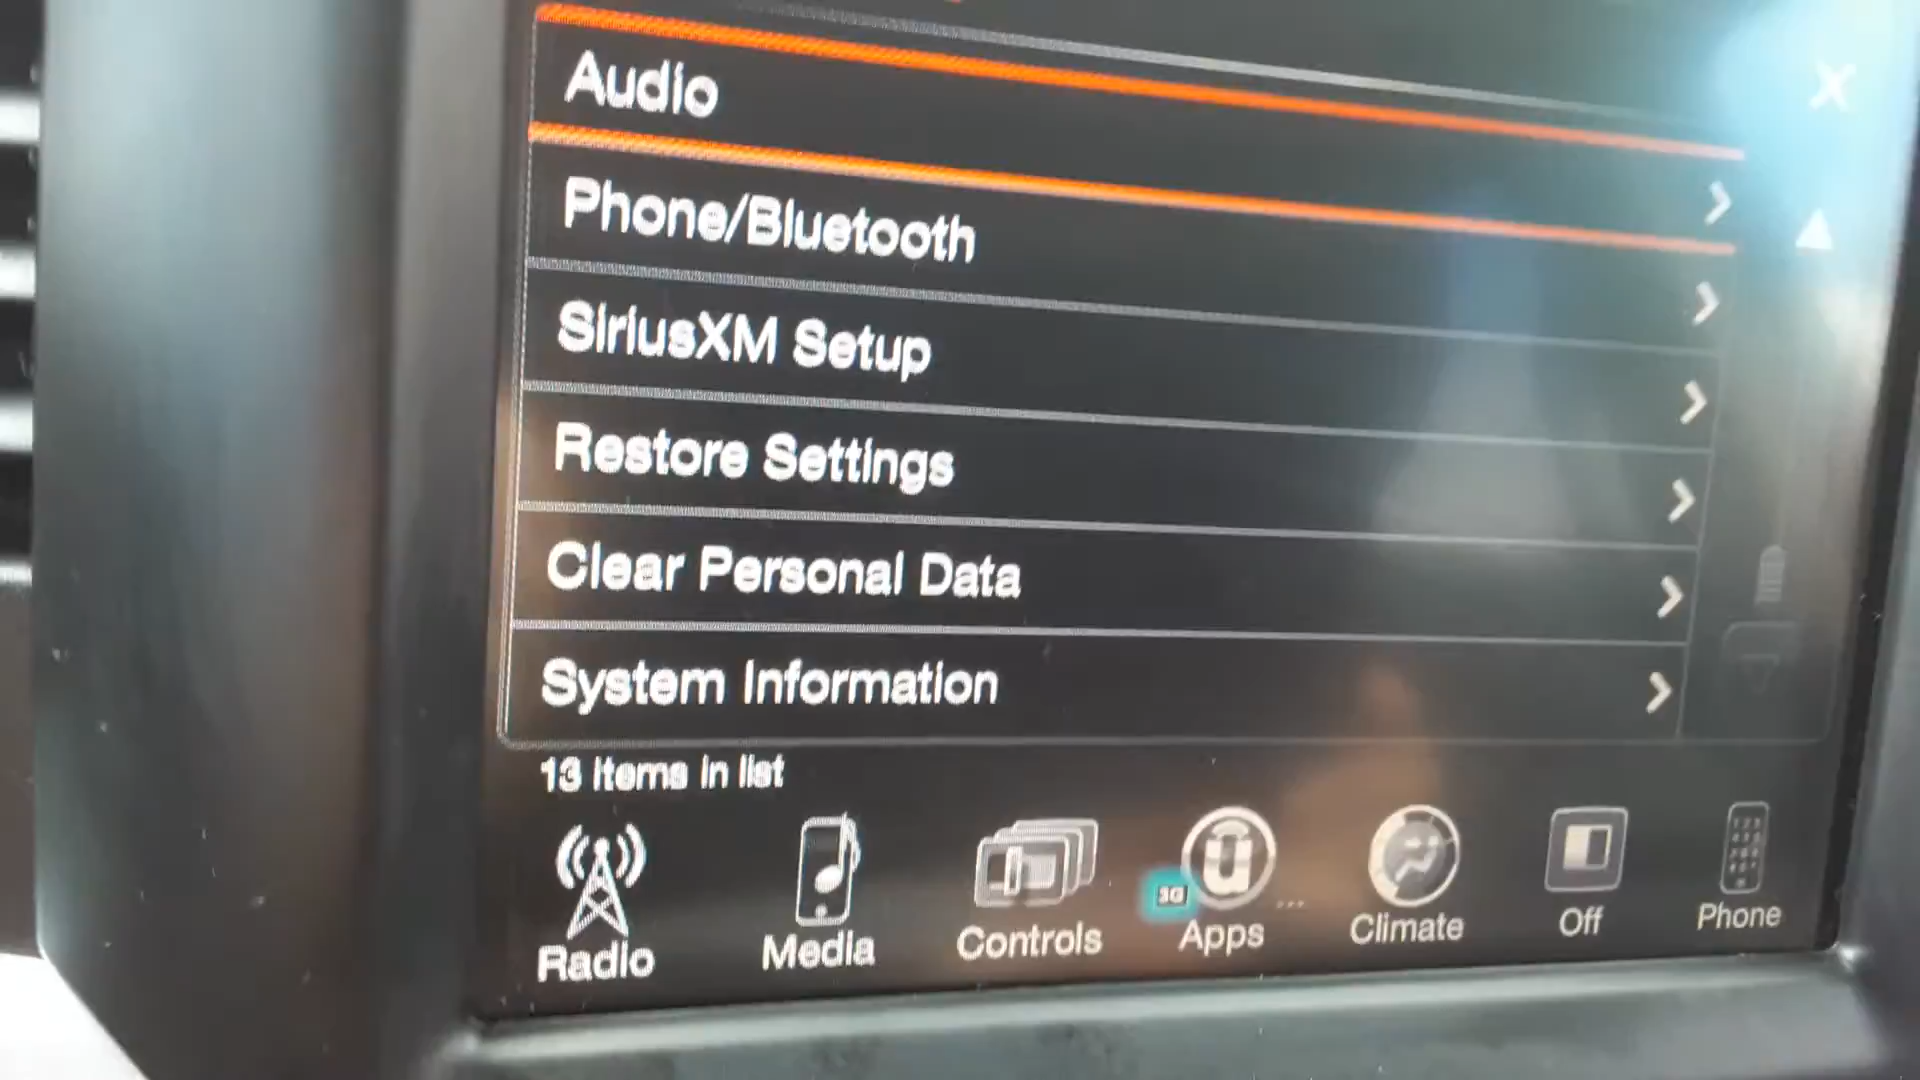 Audio
Phone/Bluetooth
SiriusXM Setup
Restore Settings
Clear Personal Data
System Information
13 items in list
3G
Radio
Media
Controls
Apps
Climate
Off
Phone